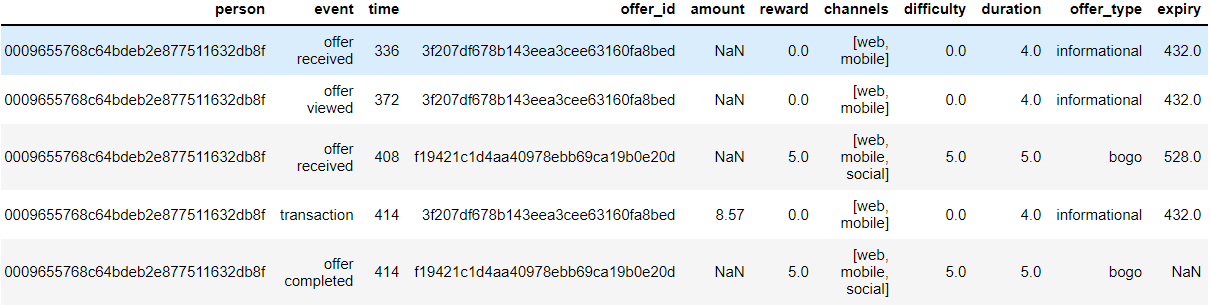 person event time offer_id amount reward channels difficulty duration offer_type expiry
0009655768c64bdeb2e877511632db8f offer received 336 3f207df678b143eea3cee63160fa8bed NaN 0.0 [web, mobile] 0.0 4.0 informational 432.0
0009655768c64bdeb2e877511632db8f offer viewed 372 3f207df678b143eea3cee63160fa8bed NaN 0.0 [web, mobile] 0.0 4.0 informational 432.0
0009655768c64bdeb2e877511632db8f offer received 408 f19421c1d4aa40978ebb69ca19b0e20d NaN 5.0 [web, mobile, social] 5.0 5.0 bogo 528.0
0009655768c64bdeb2e877511632db8f transaction 414 3f207df678b143eea3cee63160fa8bed 8.57 0.0 [web, mobile] 0.0 4.0 informational 432.0
0009655768c64bdeb2e877511632db8f offer completed 414 f19421c1d4aa40978ebb69ca19b0e20d NaN 5.0 [web, mobile, social] 5.0 5.0 bogo NaN